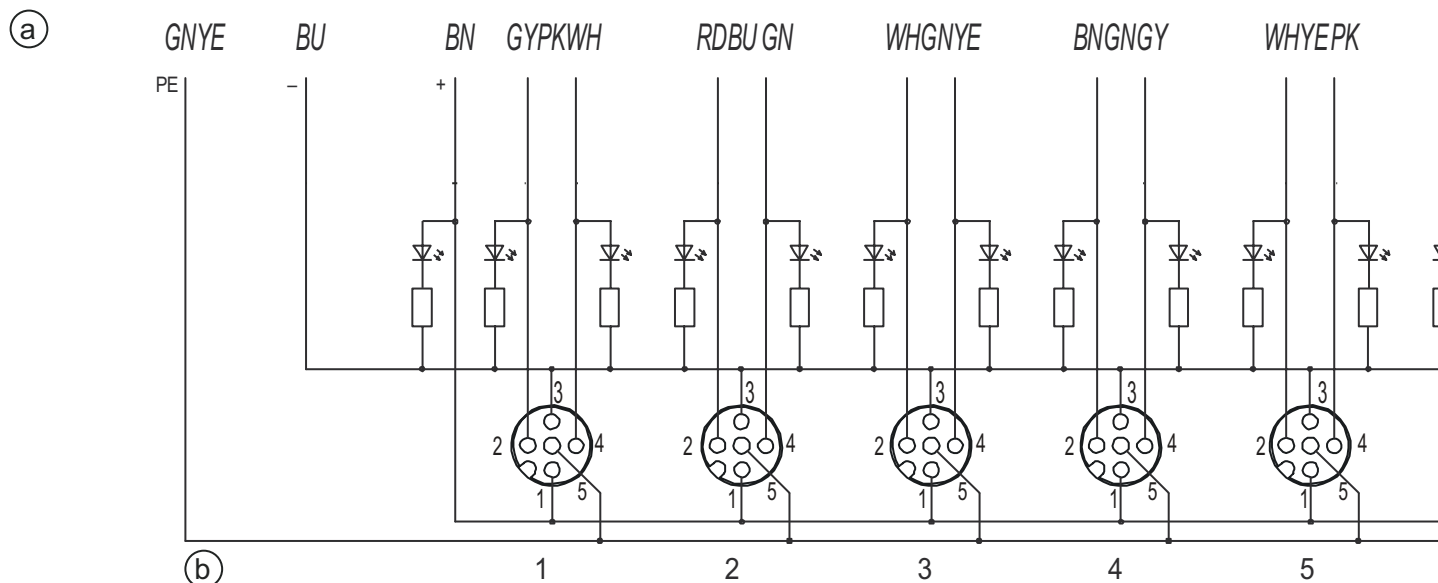 a
GNYE BU BN GYPKWH RDBU GN WHGNYE BNGNGY WHYEPK
PE – +
3 3 3 3 3
2 4 2 4 2 4 2 4 2 4
1 5 1 5 1 5 1 5 1 5
b 1 2 3 4 5